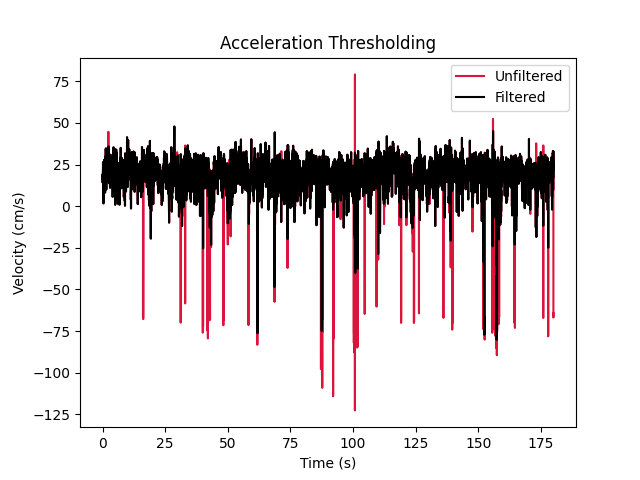 Acceleration Thresholding
Unfiltered
Filtered
75
50
25
0
−25
−50
−75
−100
−125
Velocity (cm/s)
0 25 50 75 100 125 150 175
Time (s)